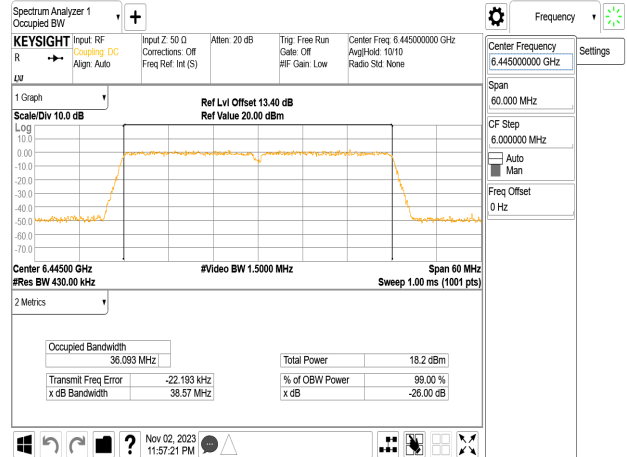 Spectrum Analyzer 1
Occupied BW
Frequency
KEYSIGHT
R
LXI
Input: RF
Coupling: DC
Align: Auto
Input Z: 50 Ω
Corrections: Off
Freq Ref: Int (S)
Atten: 20 dB
Trig: Free Run
Gate: Off
#IF Gain: Low
Center Freq: 6.445000000 GHz
Avg|Hold: 10/10
Radio Std: None
Center Frequency
6.445000000 GHz
Settings
Span
60.000 MHz
CF Step
6.000000 MHz
Auto
Man
Freq Offset
0 Hz
1 Graph
Scale/Div 10.0 dB
Ref Lvl Offset 13.40 dB
Ref Value 20.00 dBm
Log
10.0
0.00
-10.0
-20.0
-30.0
-40.0
-50.0
-60.0
-70.0
Center 6.44500 GHz
#Res BW 430.00 kHz
#Video BW 1.5000 MHz
Span 60 MHz
Sweep 1.00 ms (1001 pts)
2 Metrics
Occupied Bandwidth
36.093 MHz
Total Power 18.2 dBm
Transmit Freq Error -22.193 kHz
% of OBW Power 99.00 %
x dB Bandwidth 38.57 MHz
x dB -26.00 dB
?
Nov 02, 2023
11:57:21 PM